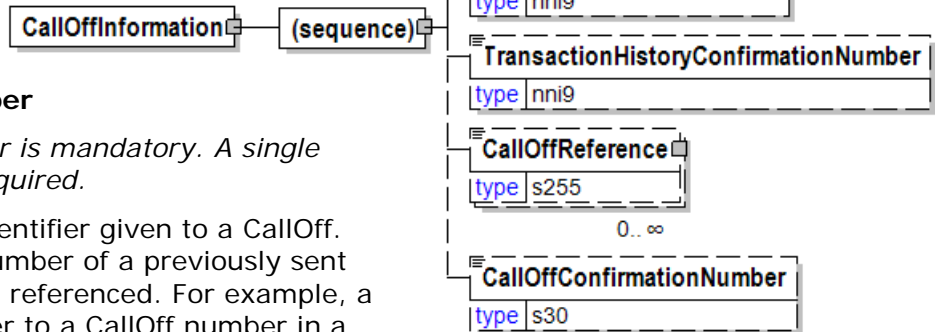 type nni9
CallOffInformation
(sequence)
TransactionHistoryConfirmationNumber
type nni9
CallOffReference
type s255
0.. ∞
CallOffConfirmationNumber
type s30
ber
r is mandatory. A single
quired.
entifier given to a CallOff.
umber of a previously sent
referenced. For example, a
er to a CallOff number in a